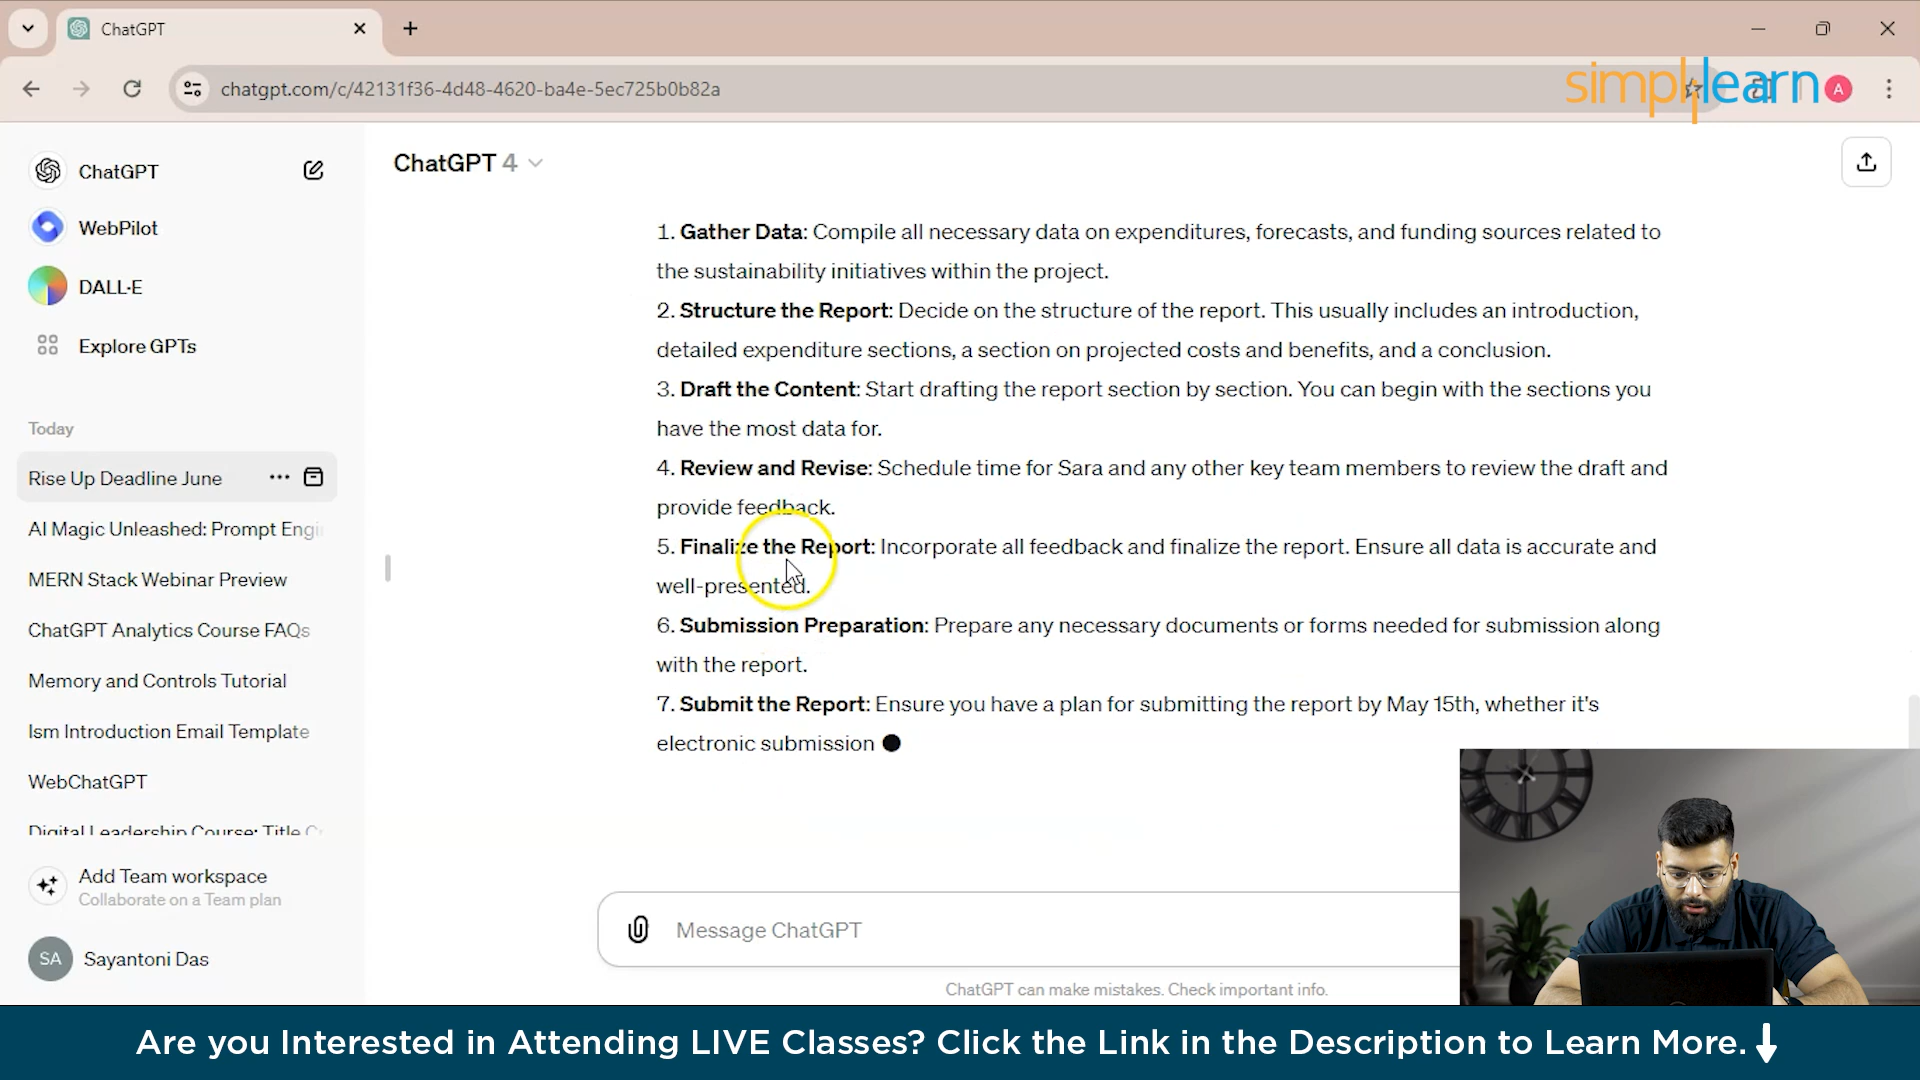 ChatGPT
chatgpt.com/c/42131f36-4d48-4620-ba4e-5ec725b0b82a
simplilearn
A
ChatGPT
WebPilot
DALL·E
Explore GPTs
Today
Rise Up Deadline June
AI Magic Unleashed: Prompt Engi
MERN Stack Webinar Preview
ChatGPT Analytics Course FAQs
Memory and Controls Tutorial
Ism Introduction Email Template
WebChatGPT
Digital Leadership Course: Title C
Add Team workspace
Collaborate on a Team plan
SA Sayantoni Das
ChatGPT 4
1. Gather Data: Compile all necessary data on expenditures, forecasts, and funding sources related to
the sustainability initiatives within the project.
2. Structure the Report: Decide on the structure of the report. This usually includes an introduction,
detailed expenditure sections, a section on projected costs and benefits, and a conclusion.
3. Draft the Content: Start drafting the report section by section. You can begin with the sections you
have the most data for.
4. Review and Revise: Schedule time for Sara and any other key team members to review the draft and
provide feedback.
5. Finalize the Report: Incorporate all feedback and finalize the report. Ensure all data is accurate and
well-presented.
6. Submission Preparation: Prepare any necessary documents or forms needed for submission along
with the report.
7. Submit the Report: Ensure you have a plan for submitting the report by May 15th, whether it's
electronic submission
Message ChatGPT
ChatGPT can make mistakes. Check important info.
Are you Interested in Attending LIVE Classes? Click the Link in the Description to Learn More.